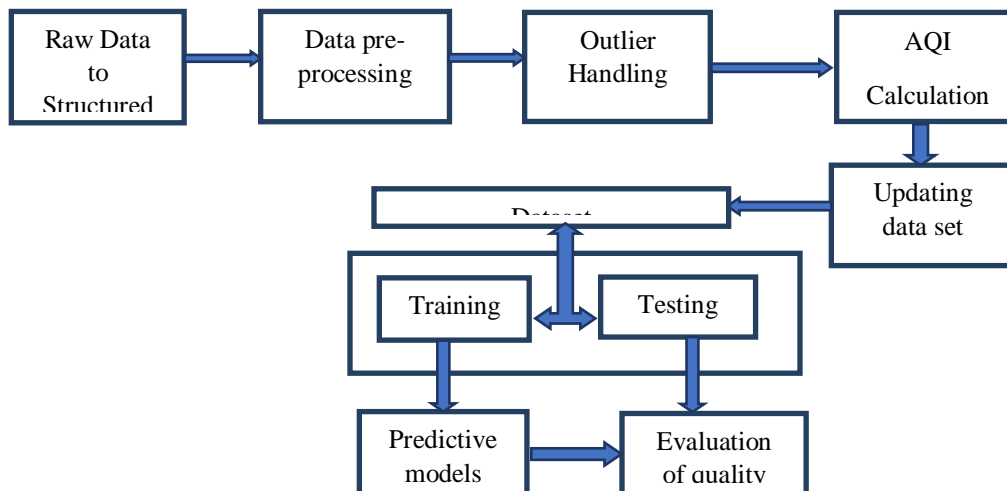 Raw Data
to
Structured
Data pre-
processing
Outlier
Handling
AQI
Calculation
Updating
data set
Dataset
Training
Testing
Predictive
models
Evaluation
of quality